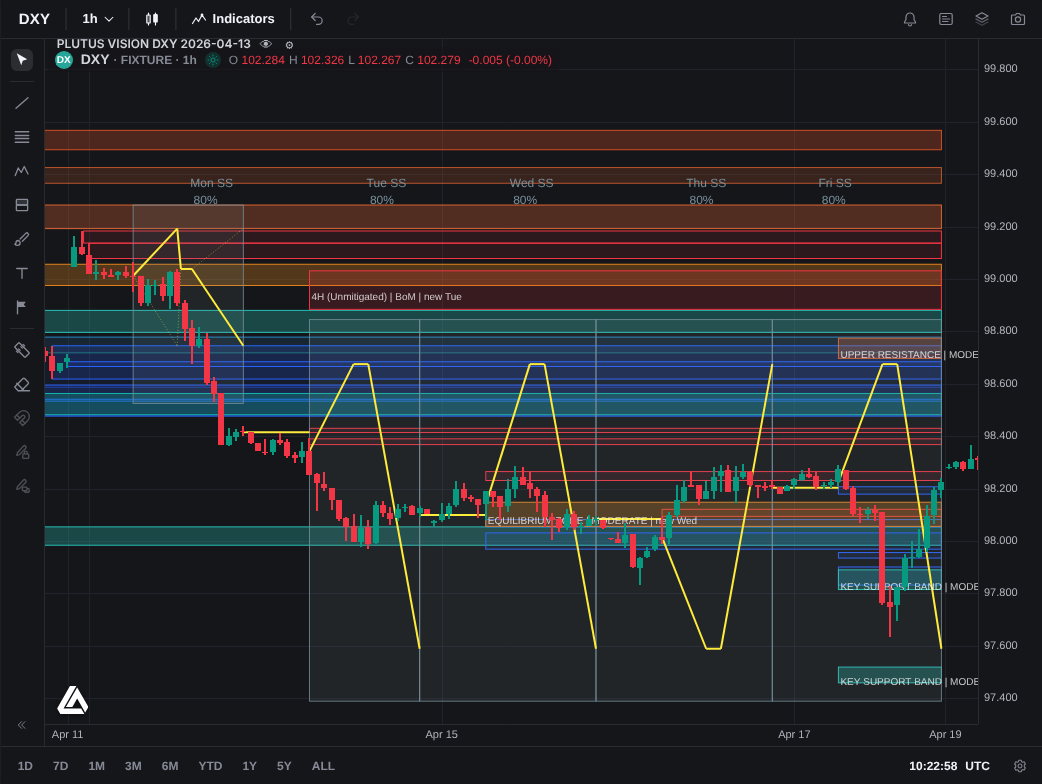 DXY 1h Indicators
PLUTUS VISION DXY 2026-04-13
DX DXY · FIXTURE · 1h O 102.284 H 102.326 L 102.267 C 102.279 -0.005 (-0.00%)
99.800
99.600
99.400
Mon SS Tue SS Wed SS Thu SS Fri SS
80% 80% 80% 80% 80%
99.200
99.000
4H (Unmitigated) | BoM | new Tue
98.800
UPPER RESISTANCE | MODE
98.600
98.400
98.200
EQUILIBRIUM ZONE | MODERATE | new Wed
98.000
KEY SUPPORT BAND | MODE
97.800
97.600
KEY SUPPORT BAND | MODE
97.400
Apr 11 Apr 15 Apr 17 Apr 19
1D 7D 1M 3M 6M YTD 1Y 5Y ALL 10:22:58 UTC